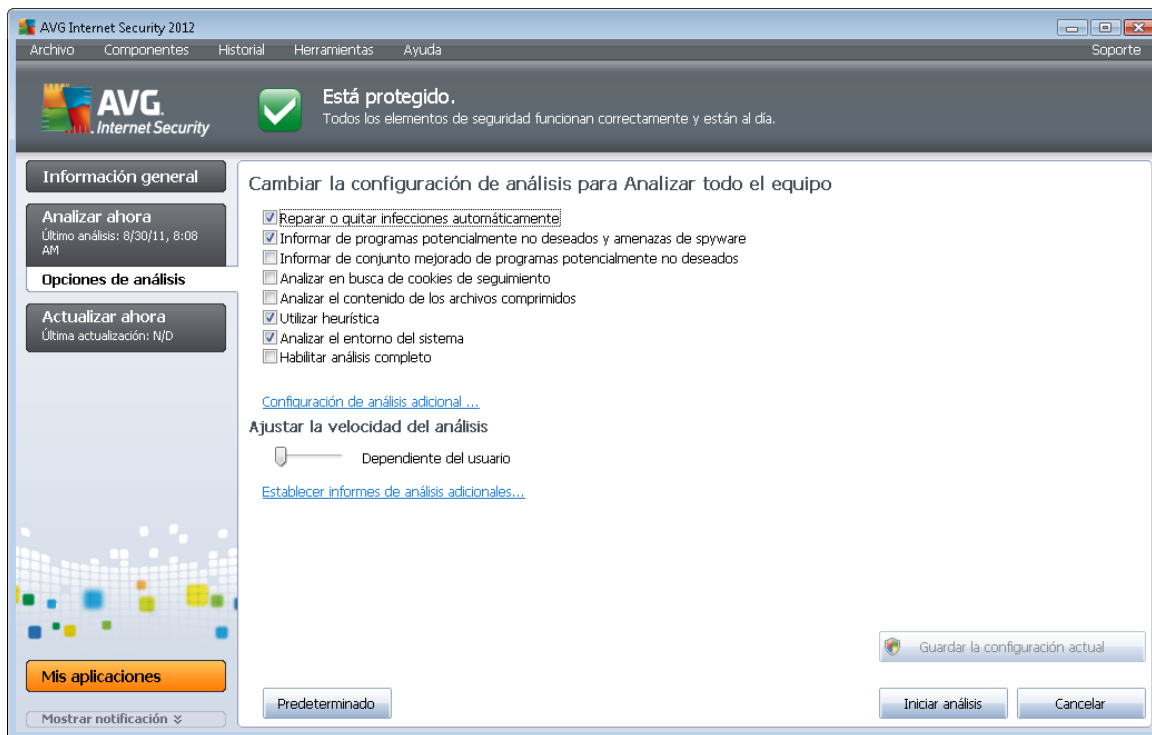 AVG Internet Security 2012
Archivo Componentes Historial Herramientas Ayuda Soporte
AVG.
Internet Security
Está protegido.
Todos los elementos de seguridad funcionan correctamente y están al día.
Información general
Analizar ahora
Último análisis: 8/30/11, 8:08
AM
Opciones de análisis
Actualizar ahora
Última actualización: N/D
Cambiar la configuración de análisis para Analizar todo el equipo
Reparar o quitar infecciones automáticamente
Informar de programas potencialmente no deseados y amenazas de spyware
Informar de conjunto mejorado de programas potencialmente no deseados
Analizar en busca de cookies de seguimiento
Analizar el contenido de los archivos comprimidos
Utilizar heurística
Analizar el entorno del sistema
Habilitar análisis completo
Configuración de análisis adicional ...
Ajustar la velocidad del análisis
Dependiente del usuario
Establecer informes de análisis adicionales...
Guardar la configuración actual
Mis aplicaciones
Mostrar notificación
Predeterminado
Iniciar análisis
Cancelar